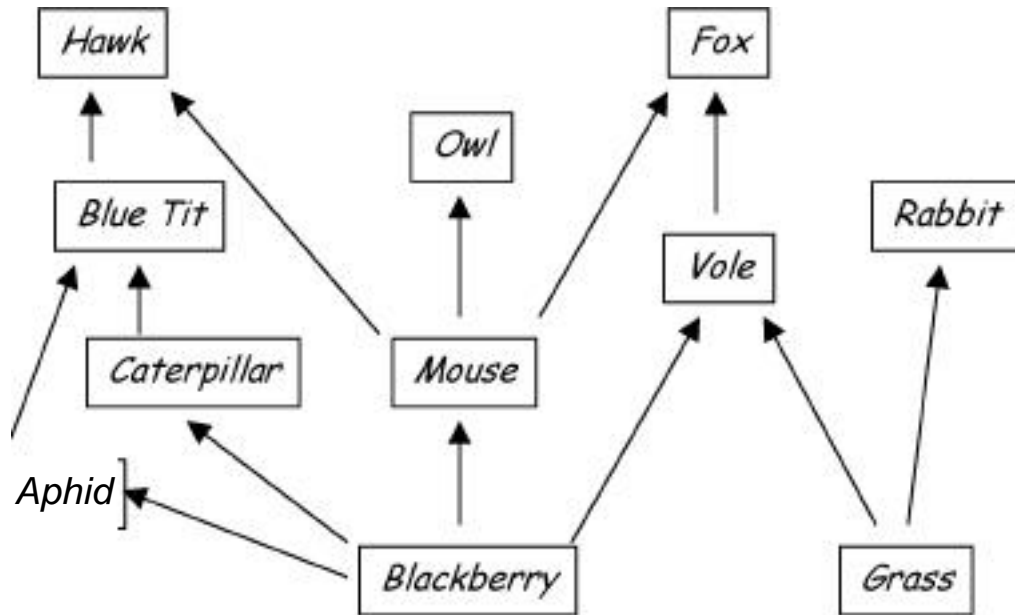 Hawk
Fox
Owl
Blue Tit
Rabbit
Vole
Caterpillar
Mouse
Aphid
Blackberry
Grass